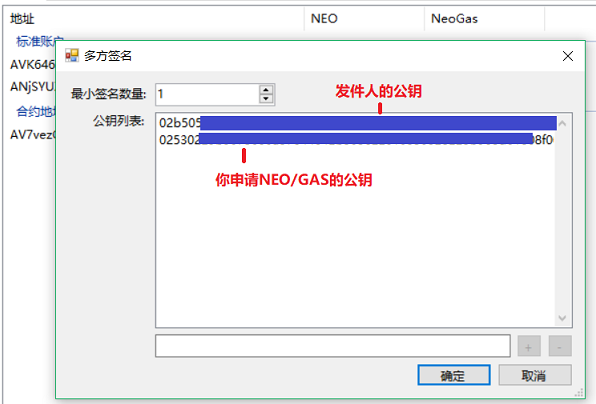 地址 NEO NeoGas
标准账户
多方签名
AVK646
ANjSYU
最小签名数量: 1
发件人的公钥
合约地址
公钥列表: 02b505
AV7vez
025302 08f0
你申请NEO/GAS的公钥
+ -
确定 取消